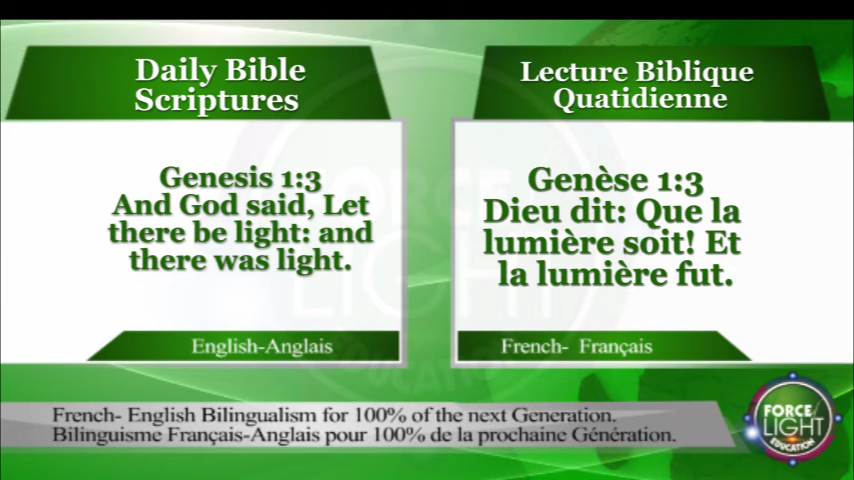 Daily Bible
Scriptures
Genesis 1:3
And God said, Let
there be light: and
there was light.
English-Anglais
Lecture Biblique
Quatidienne
Genèse 1:3
Dieu dit: Que la
lumière soit! Et
la lumière fut.
French- Français
French- English Bilingualism for 100% of the next Generation.
Bilinguisme Français-Anglais pour 100% de la prochaine Génération.
FORCE
LIGHT
EDUCATION
FORCE
LIGHT
EDUCATION